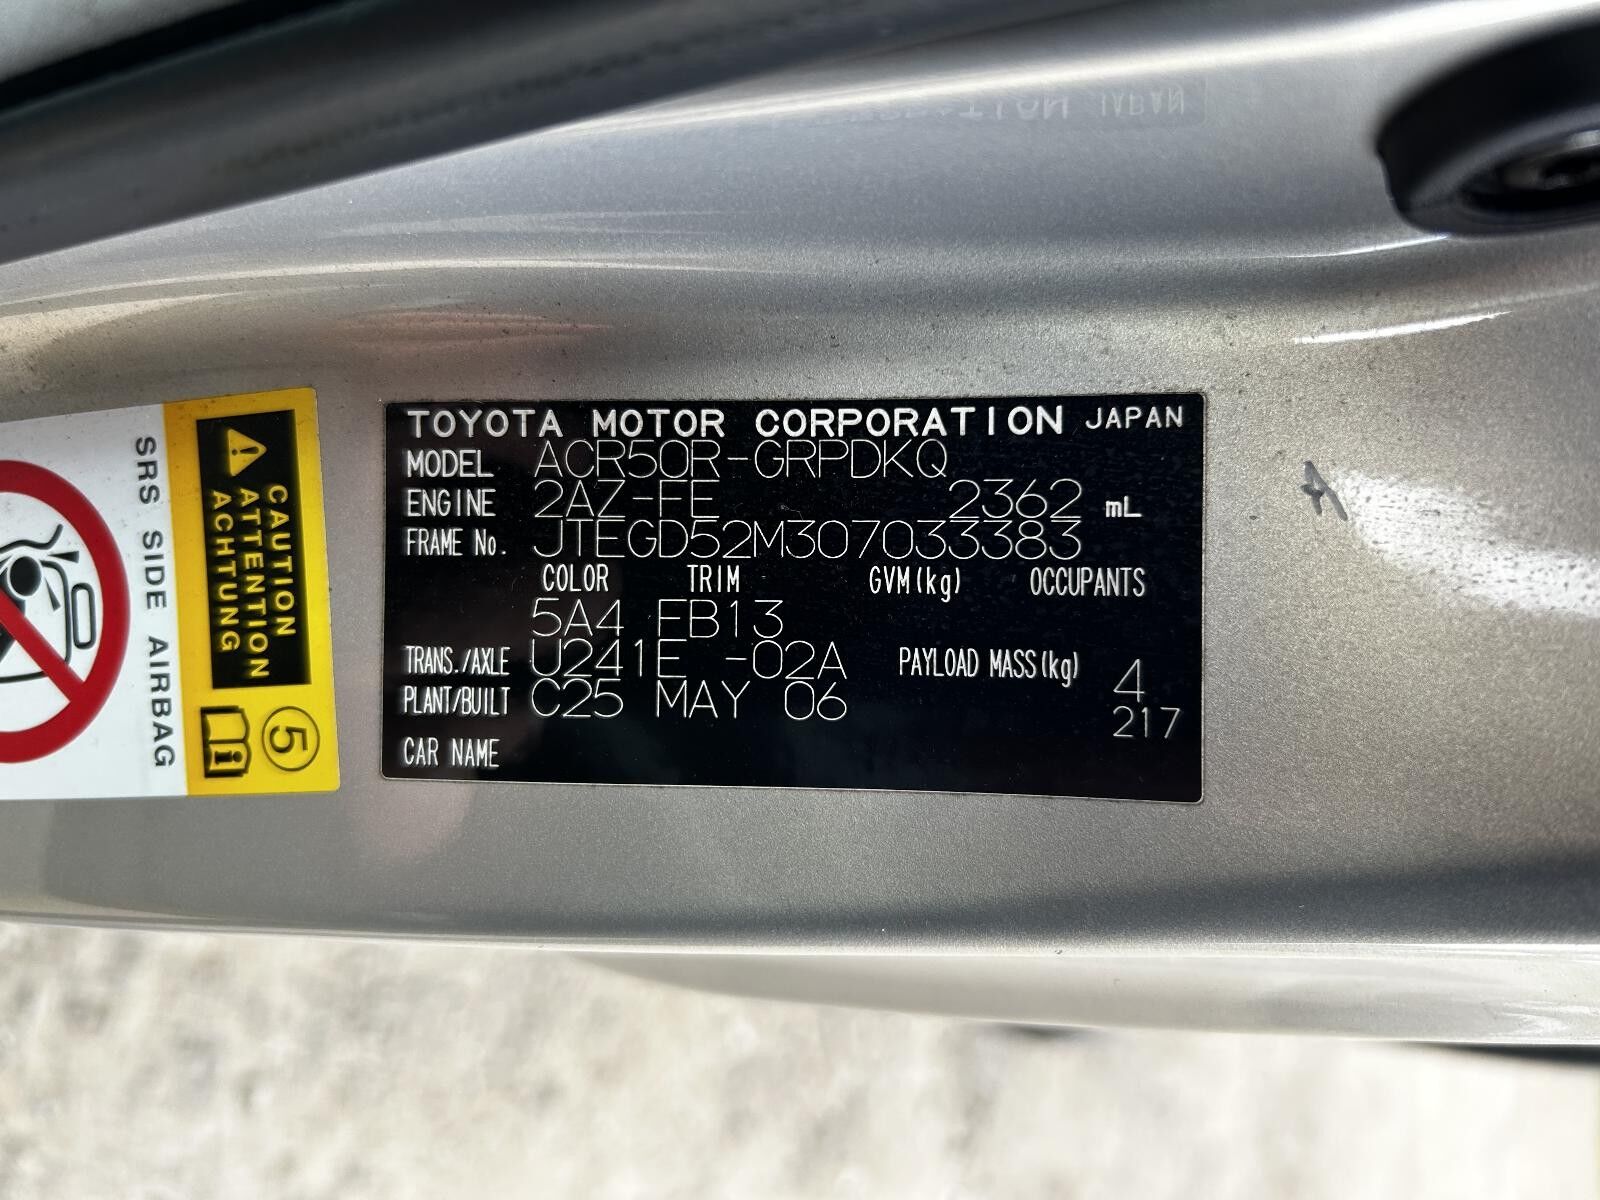 TOYOTA MOTOR CORPORATION JAPAN
MODEL ACR50R-GRPDKQ
ENGINE 2AZ-FE 2362 mL
FRAME No. JTEGD52M307033383
COLOR TRIM GVM(kg) OCCUPANTS
5A4 FB13
TRANS./AXLE U241E -02A PAYLOAD MASS(kg) 4
PLANT/BUILT C25 MAY 06 217
CAR NAME
CAUTION
ATTENTION
ACHTUNG
5
SRS SIDE AIRBAG